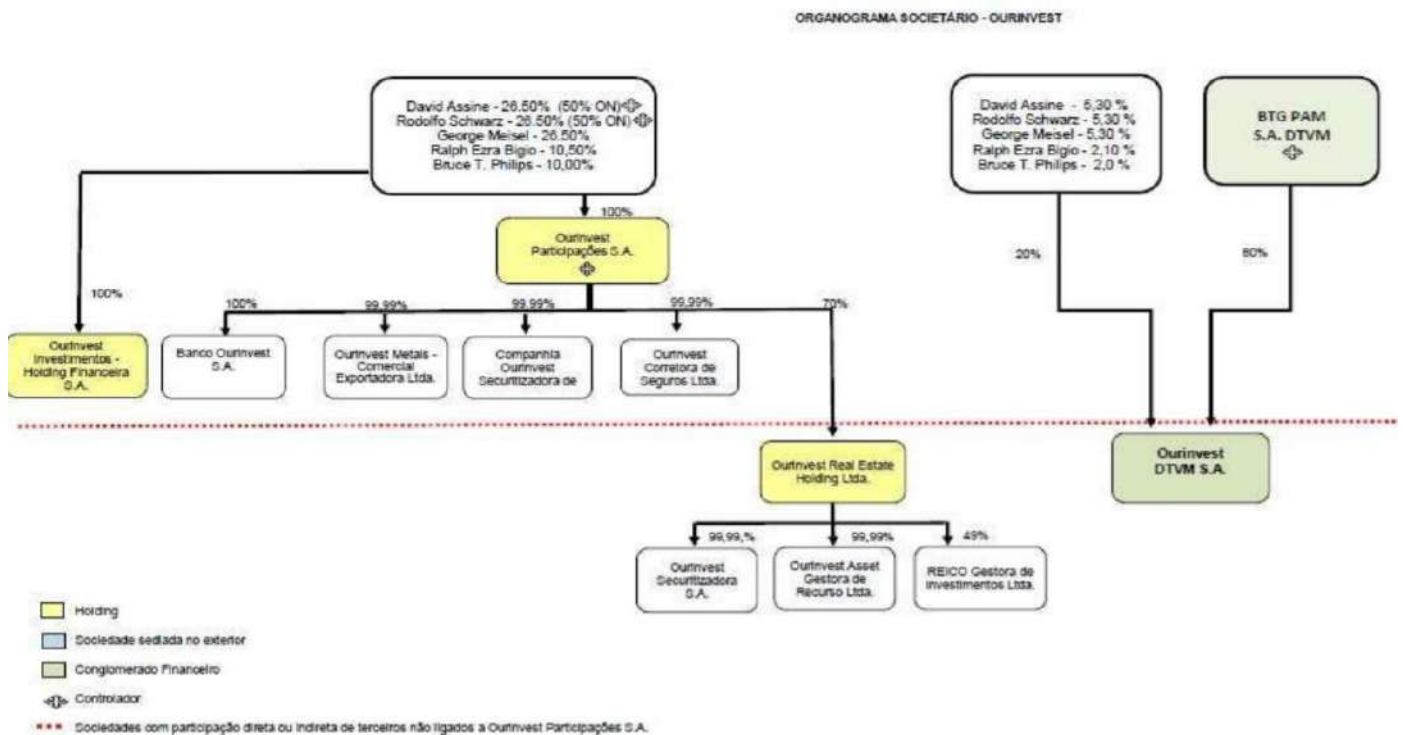 ORGANOGRAMA SOCIETÁRIO - OURINVEST
David Assine - 26.50% (50% ON)
Rodolfo Schwarz - 26.50% (50% ON)
George Meisel - 26.50%
Ralph Ezra Bigio - 10,50%
Bruce T. Philips - 10,00%
David Assine - 5,30 %
Rodolfo Schwarz - 5,30 %
George Meisel - 5,30 %
Ralph Ezra Bigio - 2,10 %
Bruce T. Philips - 2,0 %
BTG PAM
S.A. DTVM
100%
Ourinvest
Participações S.A.
20%
80%
100%
100%
99,99%
99,99%
99,99%
70%
Ourinvest
Investimentos -
Holding Financeira
S.A.
Banco Ourinvest
S.A.
Ourinvest Metais -
Comercial
Exportadora Ltda.
Companhia
Ourinvest
Securitizadora de
Ourinvest
Corretora de
Seguros Ltda.
Ourinvest Real Estate
Holding Ltda.
Ourinvest
DTVM S.A.
99,99,%
99,99%
49%
Ourinvest
Securitizadora
S.A.
Ourinvest Asset
Gestora de
Recurso Ltda.
REICO Gestora de
Investimentos Ltda.
Holding
Sociedade sediada no exterior
Conglomerado Financeiro
Controlador
Sociedades com participação direta ou indireta de terceiros não ligados a Ourinvest Participações S.A.